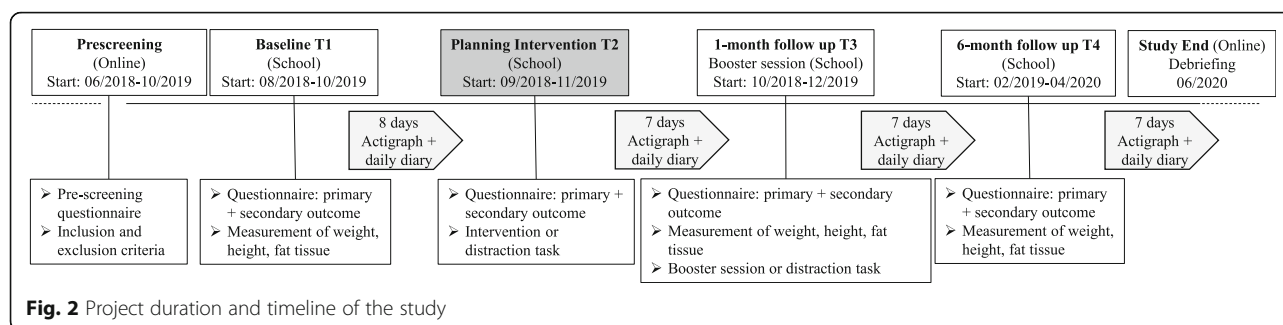 Prescreening
(Online)
Start: 06/2018-10/2019
Baseline T1
(School)
Start: 08/2018-10/2019
Planning Intervention T2
(School)
Start: 09/2018-11/2019
1-month follow up T3
Booster session (School)
Start: 10/2018-12/2019
6-month follow up T4
(School)
Start: 02/2019-04/2020
Study End (Online)
Debriefing
06/2020
8 days
Actigraph +
daily diary
7 days
Actigraph +
daily diary
7 days
Actigraph +
daily diary
7 days
Actigraph +
daily diary
➢ Pre-screening
questionnaire
➢ Inclusion and
exclusion criteria
➢ Questionnaire: primary
+ secondary outcome
➢ Measurement of weight,
height, fat tissue
➢ Questionnaire: primary +
secondary outcome
➢ Intervention or
distraction task
➢ Questionnaire: primary + secondary
outcome
➢ Measurement of weight, height, fat
tissue
➢ Booster session or distraction task
➢ Questionnaire: primary
+ secondary outcome
➢ Measurement of weight,
height, fat tissue
Fig. 2 Project duration and timeline of the study